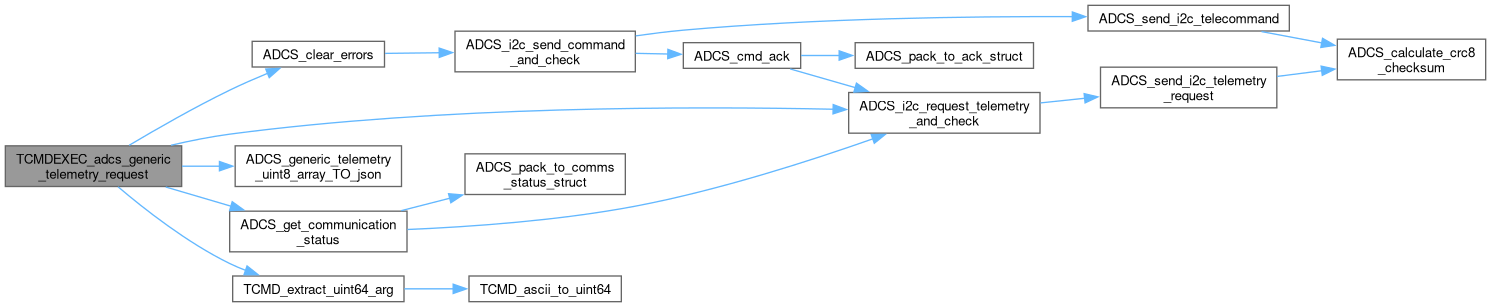 TCMDEXEC_adcs_generic
_telemetry_request
ADCS_clear_errors
ADCS_i2c_send_command
_and_check
ADCS_send_i2c_telecommand
ADCS_calculate_crc8
_checksum
ADCS_cmd_ack
ADCS_pack_to_ack_struct
ADCS_i2c_request_telemetry
_and_check
ADCS_send_i2c_telemetry
_request
ADCS_generic_telemetry
_uint8_array_TO_json
ADCS_get_communication
_status
ADCS_pack_to_comms
_status_struct
TCMD_extract_uint64_arg
TCMD_ascii_to_uint64